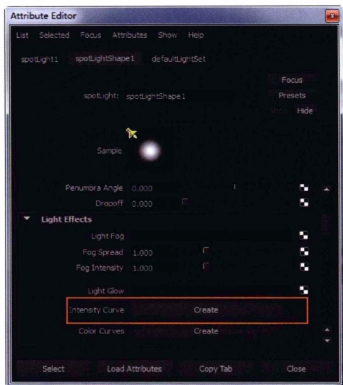 Attribute Editor
List Selected Focus Attributes Show Help
spotLight1 spotLightShape1 defaultLightSet
Focus
spotLight: spotLightShape1 Presets
Hide
Sample
Penumbra Angle 0.000
Dropoff 0.000
Light Effects
Light Fog
Fog Spread 1.000
Fog Intensity 1.000
Light Glow
Intensity Curve Create
Color Curves Create
Select Load Attributes Copy Tab Close